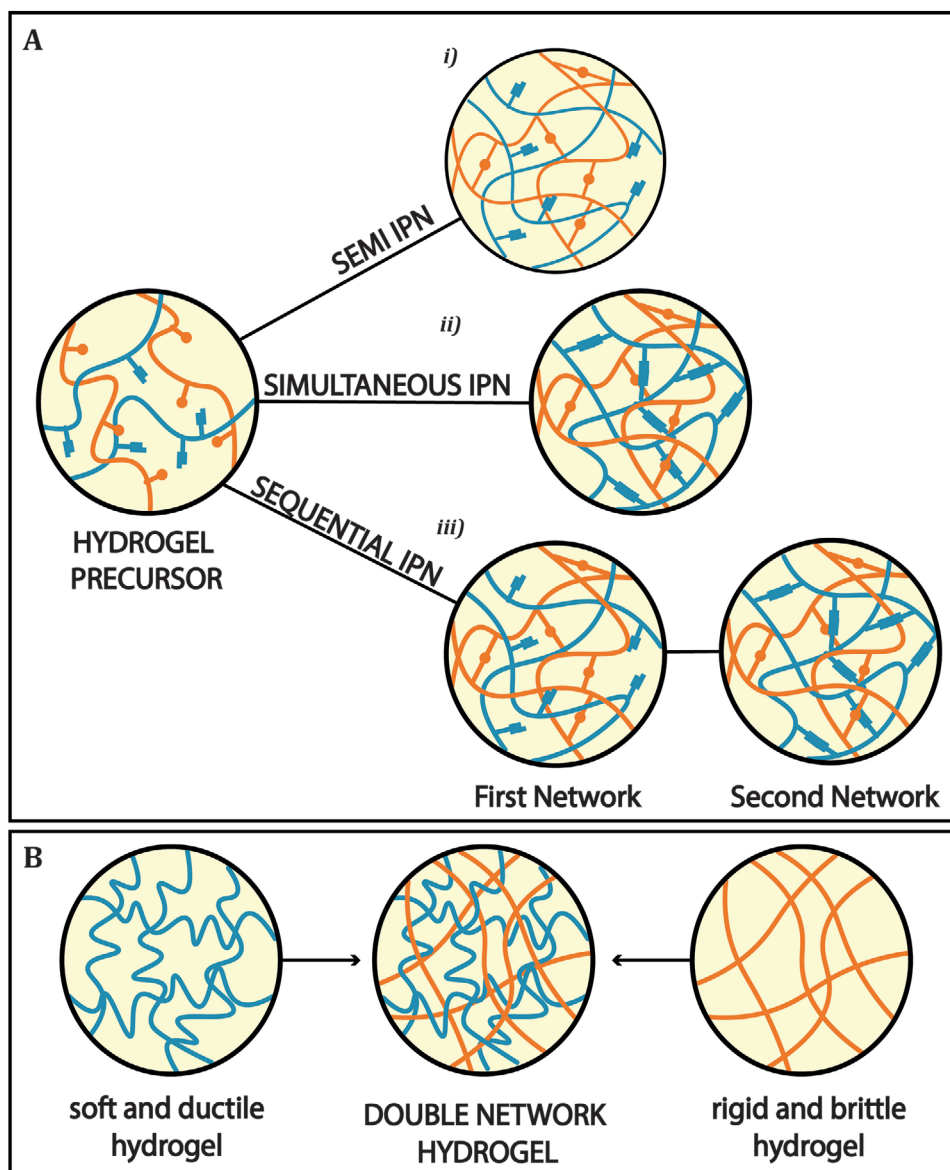 A
i)
SEMI IPN
ii)
SIMULTANEOUS IPN
HYDROGEL
PRECURSOR
SEQUENTIAL IPN
iii)
First Network
Second Network
B
soft and ductile
hydrogel
DOUBLE NETWORK
HYDROGEL
rigid and brittle
hydrogel